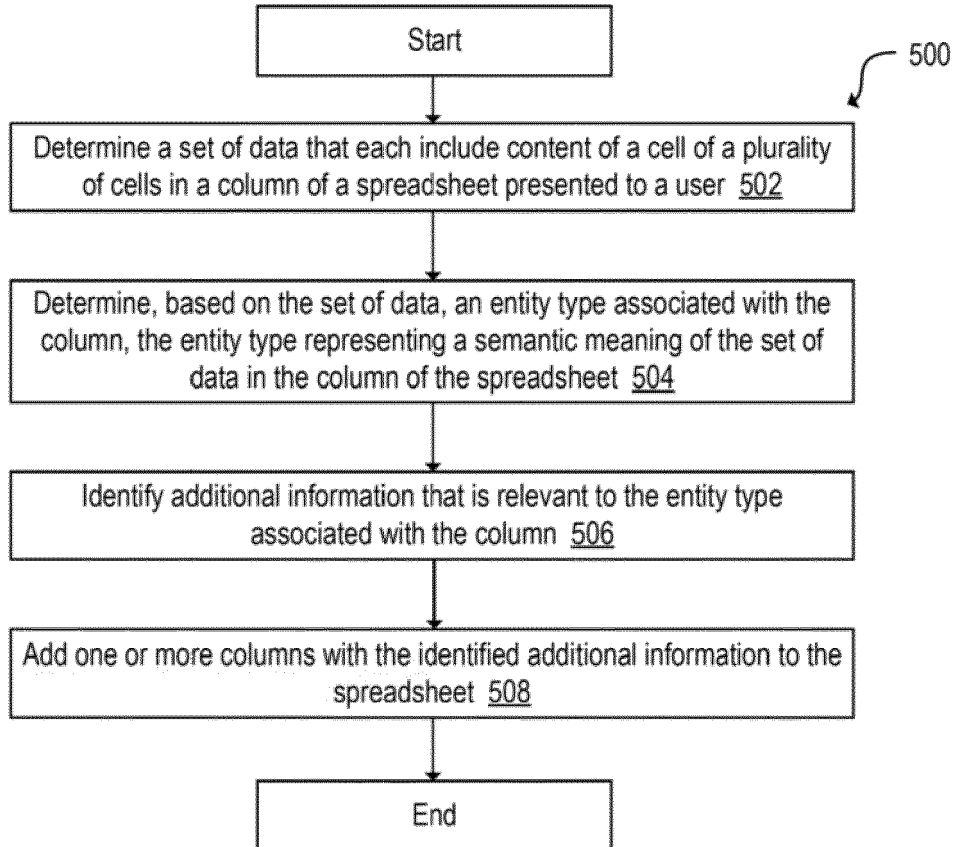 Start
500
Determine a set of data that each include content of a cell of a plurality
of cells in a column of a spreadsheet presented to a user 502
Determine, based on the set of data, an entity type associated with the
column, the entity type representing a semantic meaning of the set of
data in the column of the spreadsheet 504
Identify additional information that is relevant to the entity type
associated with the column 506
Add one or more columns with the identified additional information to the
spreadsheet 508
End